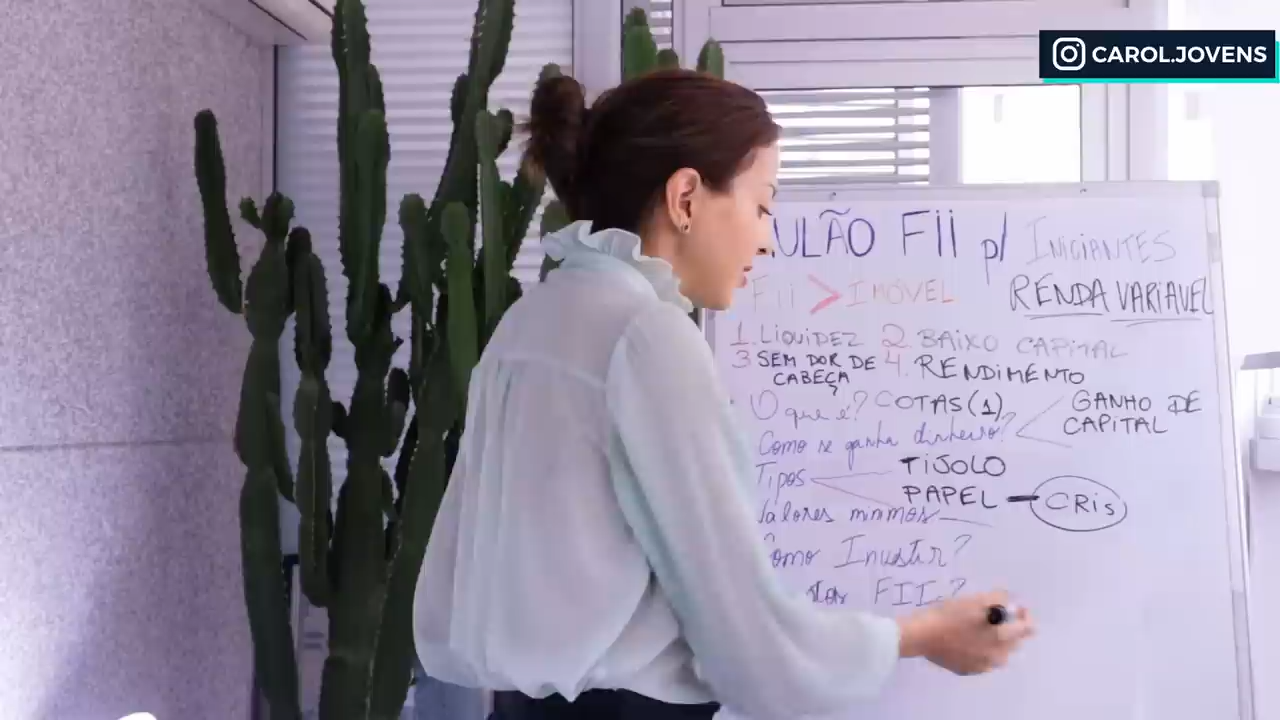 CAROL.JOVENS
ULÃO FII p/ INICIANTES
FII > IMÓVEL RENDA VARIAVEL
1. LIQUIDEZ 2. BAIXO CAPITAL
3 SEM DOR DE CABEÇA 4. RENDIMENTO
O que é? COTAS (1)
Como se ganha dinheiro? GANHO DE CAPITAL
Tipos TIJOLO
PAPEL - CRIs
Valores mínimos
Como Investir?
FIIs?